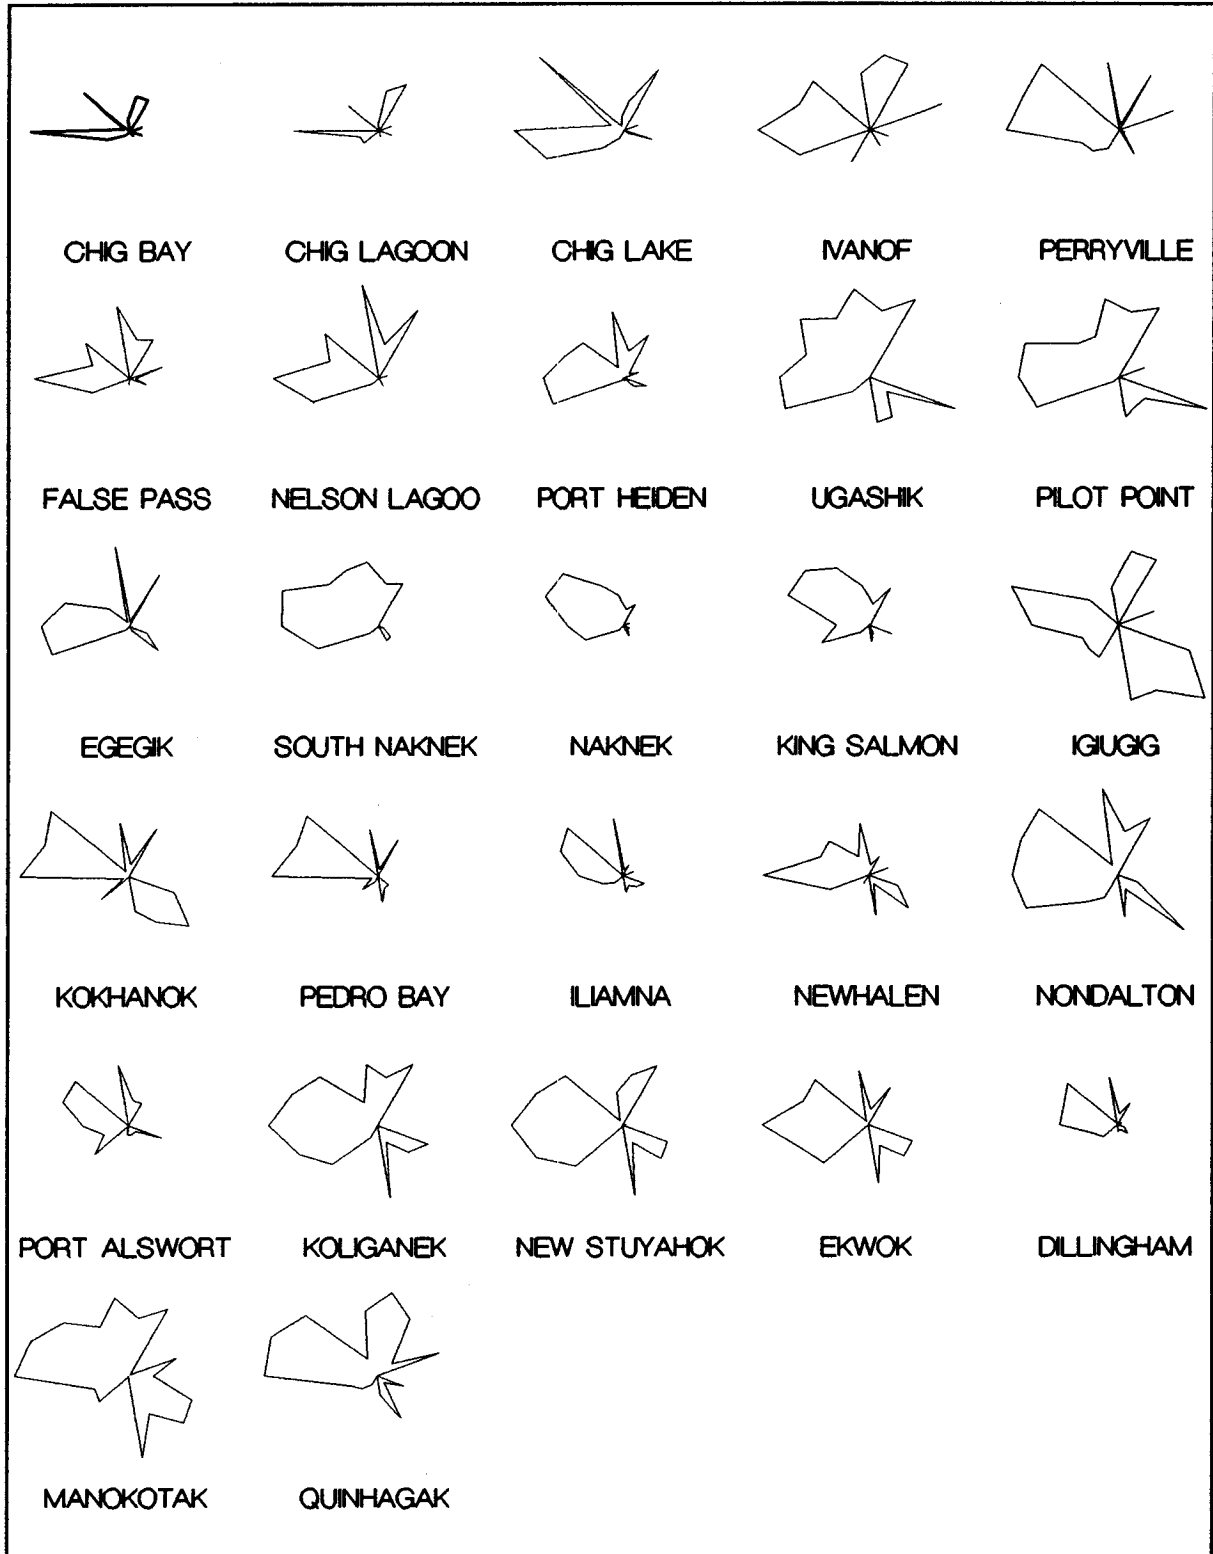 CHIG BAY CHIG LAGOON CHIG LAKE IVANOF PERRYVILLE
FALSE PASS NELSON LAGOO PORT HEIDEN UGASHIK PILOT POINT
EGEGIK SOUTH NAKNEK NAKNEK KING SALMON IGIUGIG
KOKHANOK PEDRO BAY ILIAMNA NEWHALEN NONDALTON
PORT ALSWORT KOLIGANEK NEW STUYAHOK EKWOK DILLINGHAM
MANOKOTAK QUINHAGAK